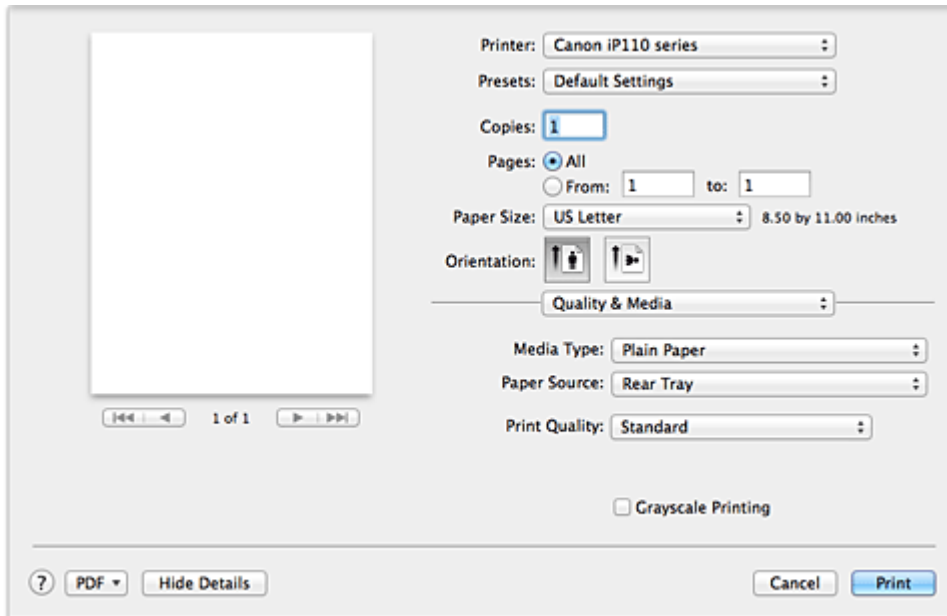 Printer: Canon iP110 series
Presets: Default Settings
Copies: 1
Pages: All
From: 1 to: 1
Paper Size: US Letter 8.50 by 11.00 inches
Orientation:
Quality & Media
Media Type: Plain Paper
Paper Source: Rear Tray
1 of 1
Print Quality: Standard
Grayscale Printing
? PDF Hide Details Cancel Print